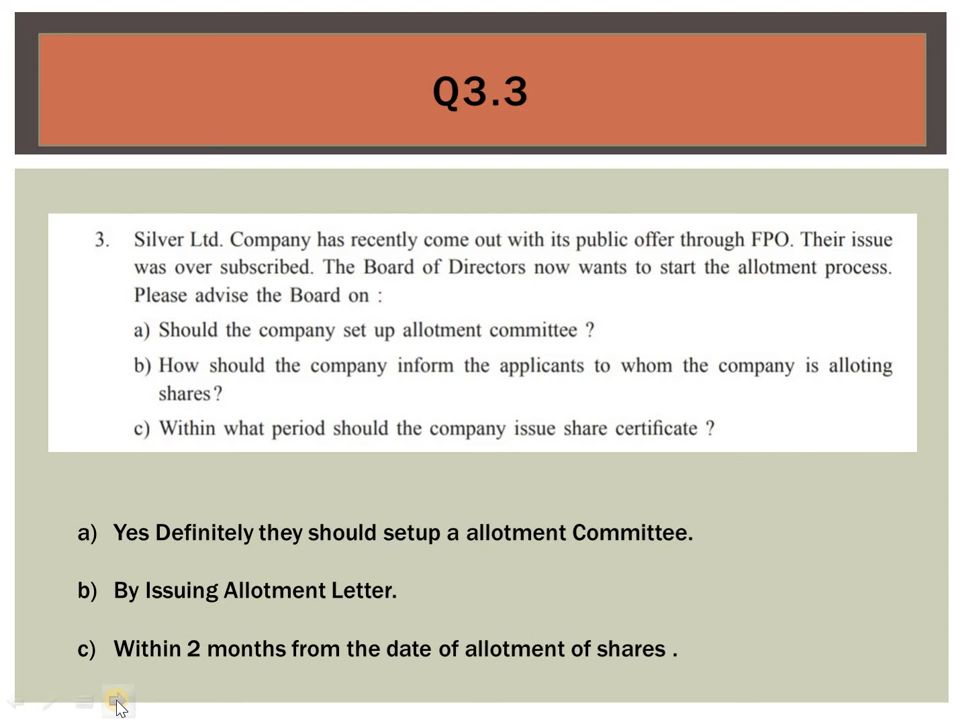 Q3.3
3. Silver Ltd. Company has recently come out with its public offer through FPO. Their issue
was over subscribed. The Board of Directors now wants to start the allotment process.
Please advise the Board on :
a) Should the company set up allotment committee ?
b) How should the company inform the applicants to whom the company is alloting
shares?
c) Within what period should the company issue share certificate ?
a) Yes Definitely they should setup a allotment Committee.
b) By Issuing Allotment Letter.
c) Within 2 months from the date of allotment of shares .